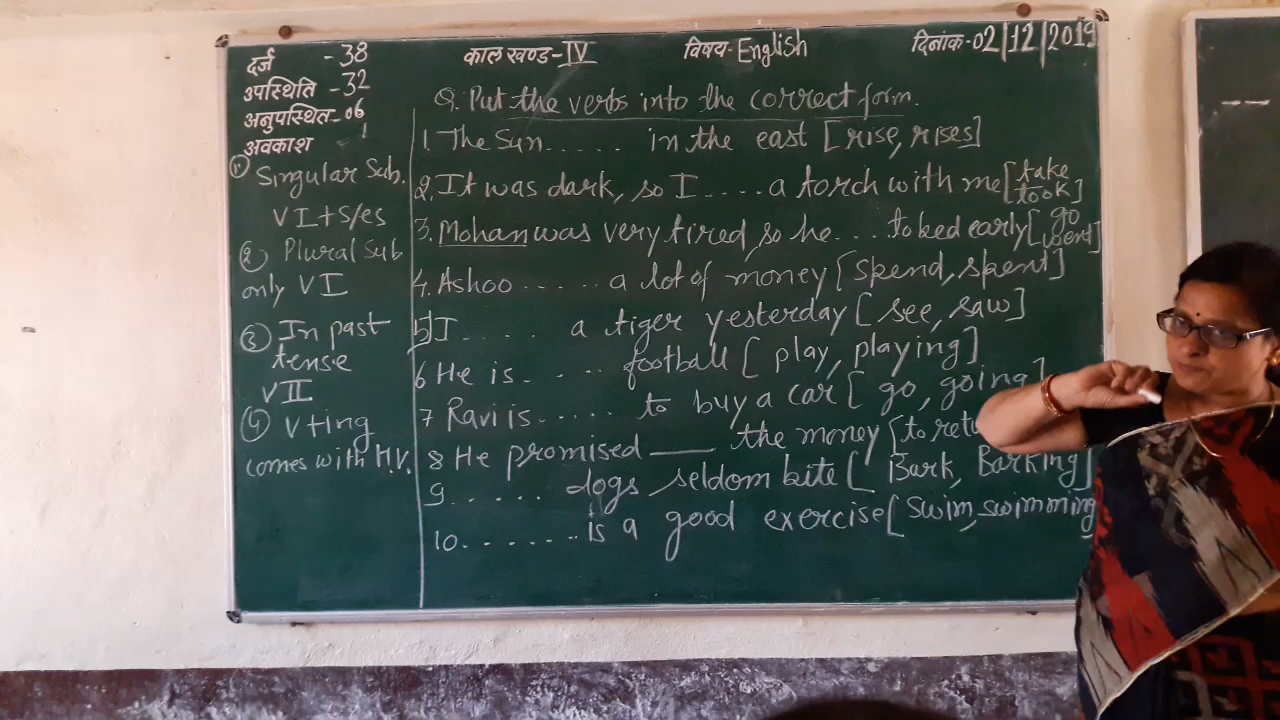 दर्ज -38
उपस्थिति -32
अनुपस्थित-06
अवकाश
काल खण्ड-IV
विषय-English
दिनांक-02/12/2019
① Singular Sub.
VI+S/es
② Plural Sub
only VI
③ In past
tense
VII
④ V+ing
comes with H.V.
Q. Put the verbs into the correct form.
1. The Sun...... in the east [rise, rises]
2. It was dark, so I ..... a torch with me [take
took]
3. Mohan was very tired, so he .... to bed early [go
went]
4. Ashoo ...... a lot of money [spend, spent]
5] I ...... a tiger yesterday [see, saw]
6 He is ..... football [play, playing]
7 Ravi is ..... to buy a car [go, going]
8 He promised ___ the money [to
9...... dogs seldom bite [Bark, Barking]
10....... is a good exercise [swim, swimming